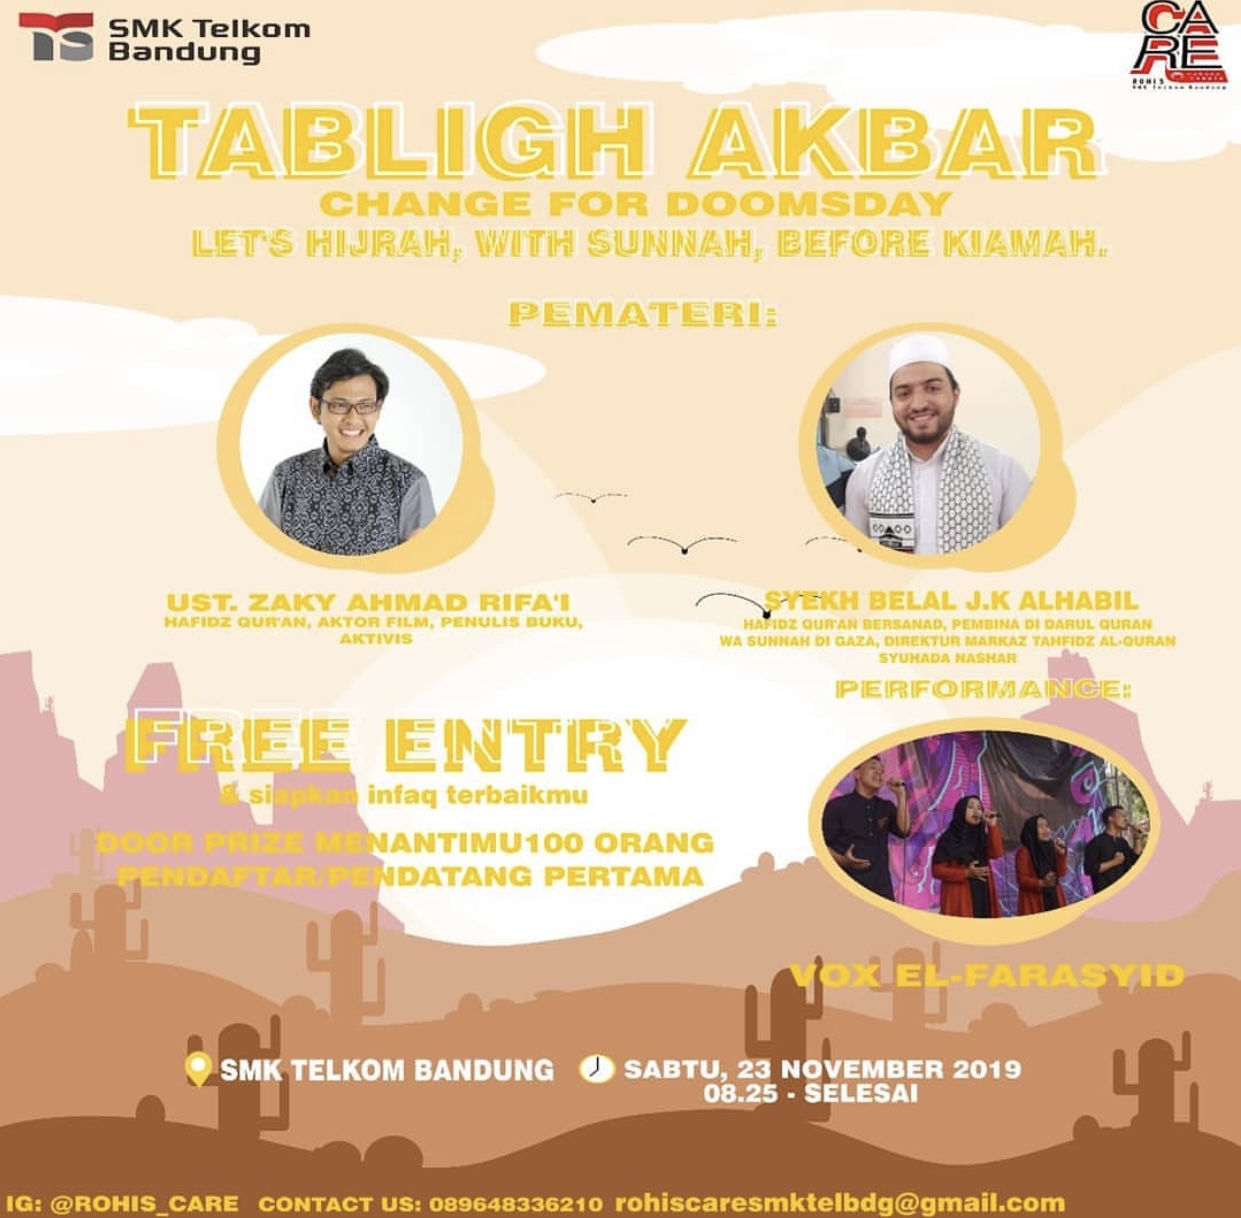 SMK Telkom
Bandung
CARE
ROHIS
SMK Telkom Bandung
TABLIGH AKBAR
CHANGE FOR DOOMSDAY
LET'S HIJRAH, WITH SUNNAH, BEFORE KIAMAH.
PEMATERI:
UST. ZAKY AHMAD RIFA'I
HAFIDZ QUR'AN, AKTOR FILM, PENULIS BUKU,
AKTIVIS
SYEKH BELAL J.K ALHABIL
HAFIDZ QUR'AN BERSANAD, PEMBINA DI DARUL QURAN
WA SUNNAH DI GAZA, DIREKTUR MARKAZ TAHFIDZ AL-QURAN
SYUHADA NASHAR
PERFORMANCE:
FREE ENTRY
& siapkan infaq terbaikmu
DOOR PRIZE MENANTIMU100 ORANG
PENDAFTAR/PENDATANG PERTAMA
VOX EL-FARASYID
SMK TELKOM BANDUNG
SABTU, 23 NOVEMBER 2019
08.25 - SELESAI
IG: @ROHIS_CARE CONTACT US: 089648336210 rohiscaresmktelbdg@gmail.com